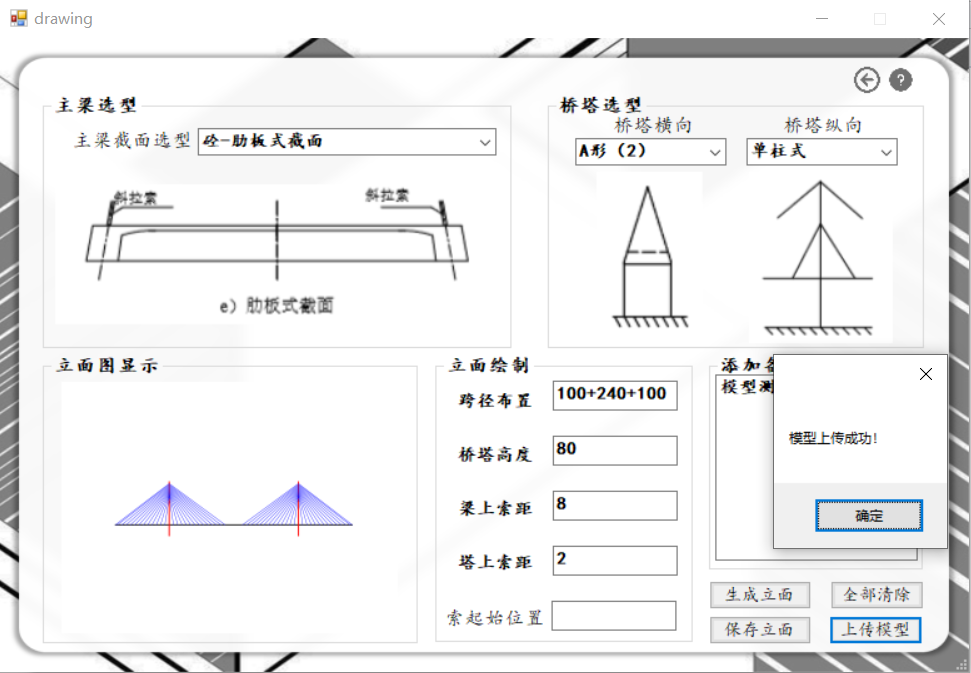 drawing
主梁选型
主梁截面选型
砼-肋板式截面
斜拉索
斜拉索
e）肋板式截面
桥塔选型
桥塔横向
桥塔纵向
A形（2）
单柱式
立面图显示
立面绘制
跨径布置
100+240+100
桥塔高度
80
梁上索距
8
塔上索距
2
索起始位置
添加
模型测
模型上传成功！
确定
生成立面
全部清除
保存立面
上传模型